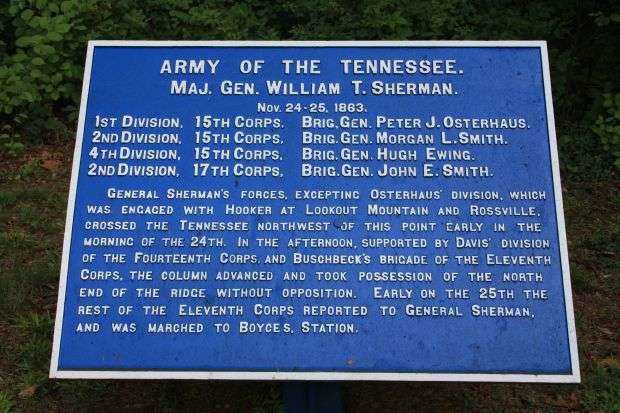 ARMY OF THE TENNESSEE.
MAJ. GEN. WILLIAM T. SHERMAN.
NOV. 24-25, 1863.
1ST DIVISION, 15TH CORPS, BRIG. GEN. PETER J. OSTERHAUS.
2ND DIVISION, 15TH CORPS, BRIG. GEN. MORGAN L. SMITH.
4TH DIVISION, 15TH CORPS, BRIG. GEN. HUGH EWING.
2ND DIVISION, 17TH CORPS, BRIG. GEN. JOHN E. SMITH.
GENERAL SHERMAN'S FORCES, EXCEPTING OSTERHAUS' DIVISION, WHICH
WAS ENGAGED WITH HOOKER AT LOOKOUT MOUNTAIN AND ROSSVILLE,
CROSSED THE TENNESSEE NORTHWEST OF THIS POINT EARLY IN THE
MORNING OF THE 24TH. IN THE AFTERNOON, SUPPORTED BY DAVIS' DIVISION
OF THE FOURTEENTH CORPS, AND BUSCHBECK'S BRIGADE OF THE ELEVENTH
CORPS, THE COLUMN ADVANCED AND TOOK POSSESSION OF THE NORTH
END OF THE RIDGE WITHOUT OPPOSITION. EARLY ON THE 25TH THE
REST OF THE ELEVENTH CORPS REPORTED TO GENERAL SHERMAN,
AND WAS MARCHED TO BOYCE'S, STATION.